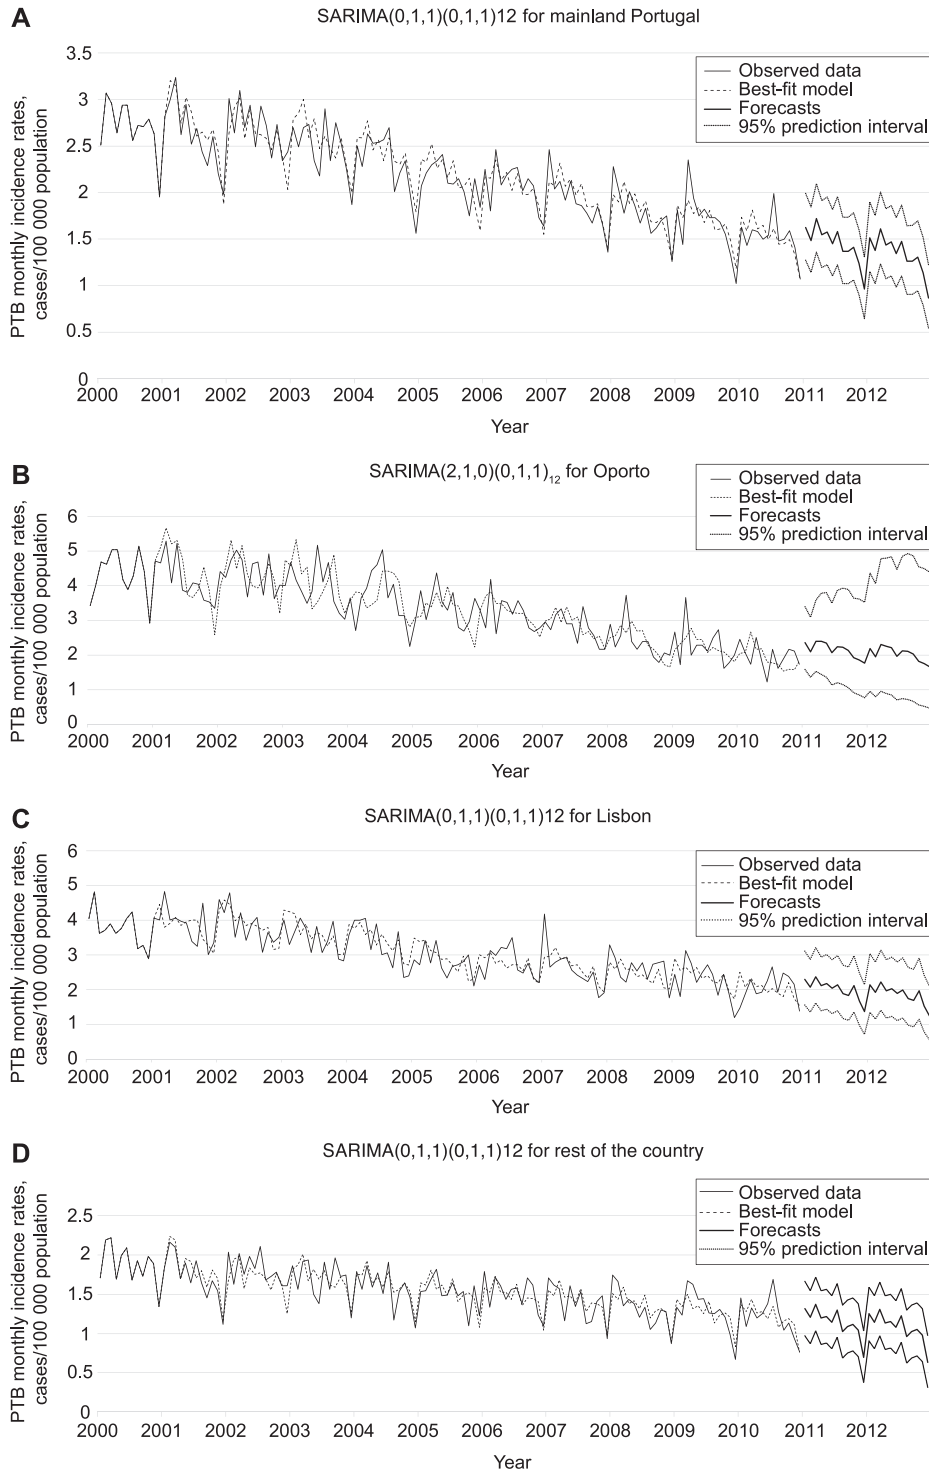 A
SARIMA(0,1,1)(0,1,1)12 for mainland Portugal
PTB monthly incidence rates,
cases/100 000 population
3.5
3
2.5
2
1.5
1
0.5
0
Observed data
Best-fit model
Forecasts
95% prediction interval
2000 2001 2002 2003 2004 2005 2006 2007 2008 2009 2010 2011 2012
Year
B
SARIMA(2,1,0)(0,1,1)12 for Oporto
PTB monthly incidence rates,
cases/100 000 population
6
5
4
3
2
1
0
Observed data
Best-fit model
Forecasts
95% prediction interval
2000 2001 2002 2003 2004 2005 2006 2007 2008 2009 2010 2011 2012
Year
C
SARIMA(0,1,1)(0,1,1)12 for Lisbon
PTB monthly incidence rates,
cases/100 000 population
6
5
4
3
2
1
0
Observed data
Best-fit model
Forecasts
95% prediction interval
2000 2001 2002 2003 2004 2005 2006 2007 2008 2009 2010 2011 2012
Year
D
SARIMA(0,1,1)(0,1,1)12 for rest of the country
PTB monthly incidence rates,
cases/100 000 population
2.5
2
1.5
1
0.5
0
Observed data
Best-fit model
Forecasts
95% prediction interval
2000 2001 2002 2003 2004 2005 2006 2007 2008 2009 2010 2011 2012
Year